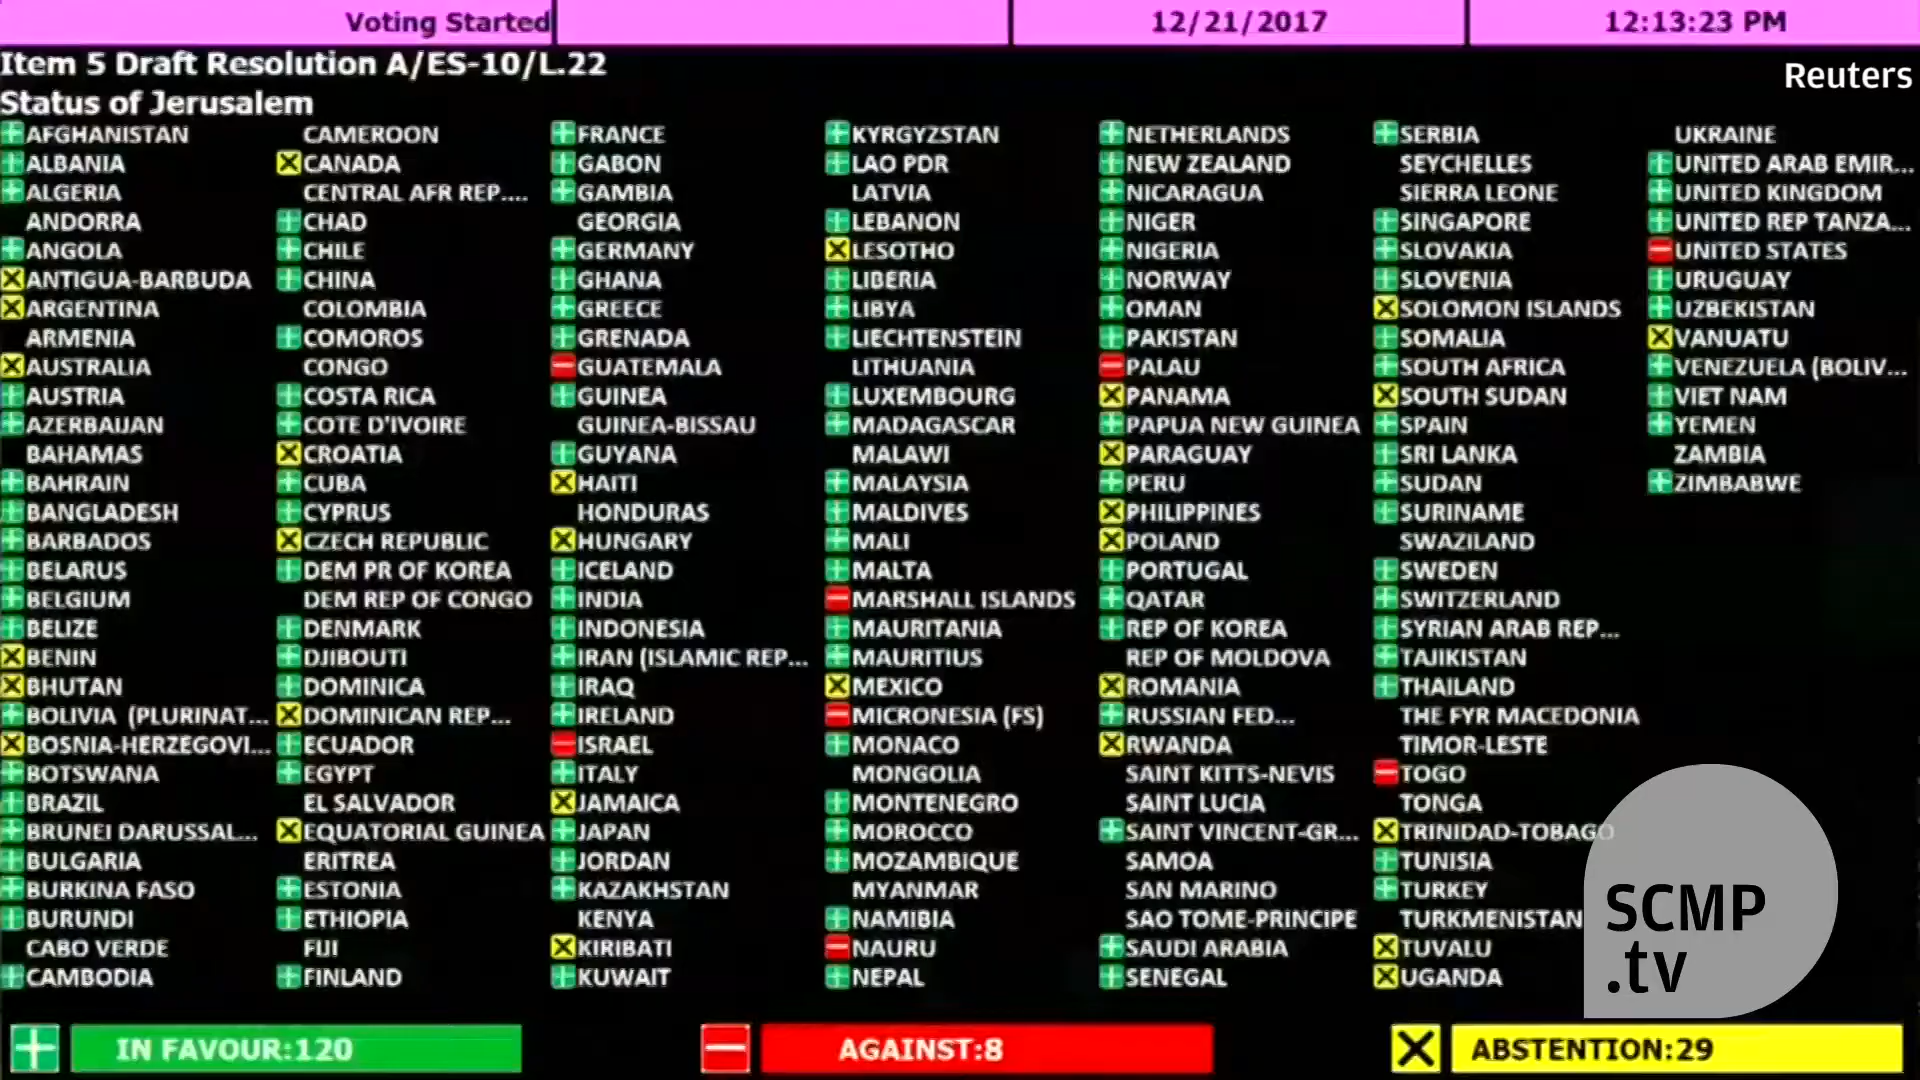 Voting Started 12/21/2017 12:13:23 PM
Item 5 Draft Resolution A/ES-10/L.22
Reuters
Status of Jerusalem
AFGHANISTAN CAMEROON FRANCE KYRGYZSTAN NETHERLANDS SERBIA UKRAINE
ALBANIA CANADA GABON LAO PDR NEW ZEALAND SEYCHELLES UNITED ARAB EMIR...
ALGERIA CENTRAL AFR REP.... GAMBIA LATVIA NICARAGUA SIERRA LEONE UNITED KINGDOM
ANDORRA CHAD GEORGIA LEBANON NIGER SINGAPORE UNITED REP TANZA...
ANGOLA CHILE GERMANY LESOTHO NIGERIA SLOVAKIA UNITED STATES
ANTIGUA-BARBUDA CHINA GHANA LIBERIA NORWAY SLOVENIA URUGUAY
ARGENTINA COLOMBIA GREECE LIBYA OMAN SOLOMON ISLANDS UZBEKISTAN
ARMENIA COMOROS GRENADA LIECHTENSTEIN PAKISTAN SOMALIA VANUATU
AUSTRALIA CONGO GUATEMALA LITHUANIA PALAU SOUTH AFRICA VENEZUELA (BOLIV...
AUSTRIA COSTA RICA GUINEA LUXEMBOURG PANAMA SOUTH SUDAN VIET NAM
AZERBAIJAN COTE D'IVOIRE GUINEA-BISSAU MADAGASCAR PAPUA NEW GUINEA SPAIN YEMEN
BAHAMAS CROATIA GUYANA MALAWI PARAGUAY SRI LANKA ZAMBIA
BAHRAIN CUBA HAITI MALAYSIA PERU SUDAN ZIMBABWE
BANGLADESH CYPRUS HONDURAS MALDIVES PHILIPPINES SURINAME
BARBADOS CZECH REPUBLIC HUNGARY MALI POLAND SWAZILAND
BELARUS DEM PR OF KOREA ICELAND MALTA PORTUGAL SWEDEN
BELGIUM DEM REP OF CONGO INDIA MARSHALL ISLANDS QATAR SWITZERLAND
BELIZE DENMARK INDONESIA MAURITANIA REP OF KOREA SYRIAN ARAB REP...
BENIN DJIBOUTI IRAN (ISLAMIC REP... MAURITIUS REP OF MOLDOVA TAJIKISTAN
BHUTAN DOMINICA IRAQ MEXICO ROMANIA THAILAND
BOLIVIA (PLURINAT... DOMINICAN REP... IRELAND MICRONESIA (FS) RUSSIAN FED... THE FYR MACEDONIA
BOSNIA-HERZEGOVI... ECUADOR ISRAEL MONACO RWANDA TIMOR-LESTE
BOTSWANA EGYPT ITALY MONGOLIA SAINT KITTS-NEVIS TOGO
BRAZIL EL SALVADOR JAMAICA MONTENEGRO SAINT LUCIA TONGA
BRUNEI DARUSSAL... EQUATORIAL GUINEA JAPAN MOROCCO SAINT VINCENT-GR... TRINIDAD-TOBAGO
BULGARIA ERITREA JORDAN MOZAMBIQUE SAMOA TUNISIA
BURKINA FASO ESTONIA KAZAKHSTAN MYANMAR SAN MARINO TURKEY
BURUNDI ETHIOPIA KENYA NAMIBIA SAO TOME-PRINCIPE TURKMENISTAN
CABO VERDE FIJI KIRIBATI NAURU SAUDI ARABIA TUVALU
CAMBODIA FINLAND KUWAIT NEPAL SENEGAL UGANDA
SCMP
.tv
IN FAVOUR:120 AGAINST:8 ABSTENTION:29